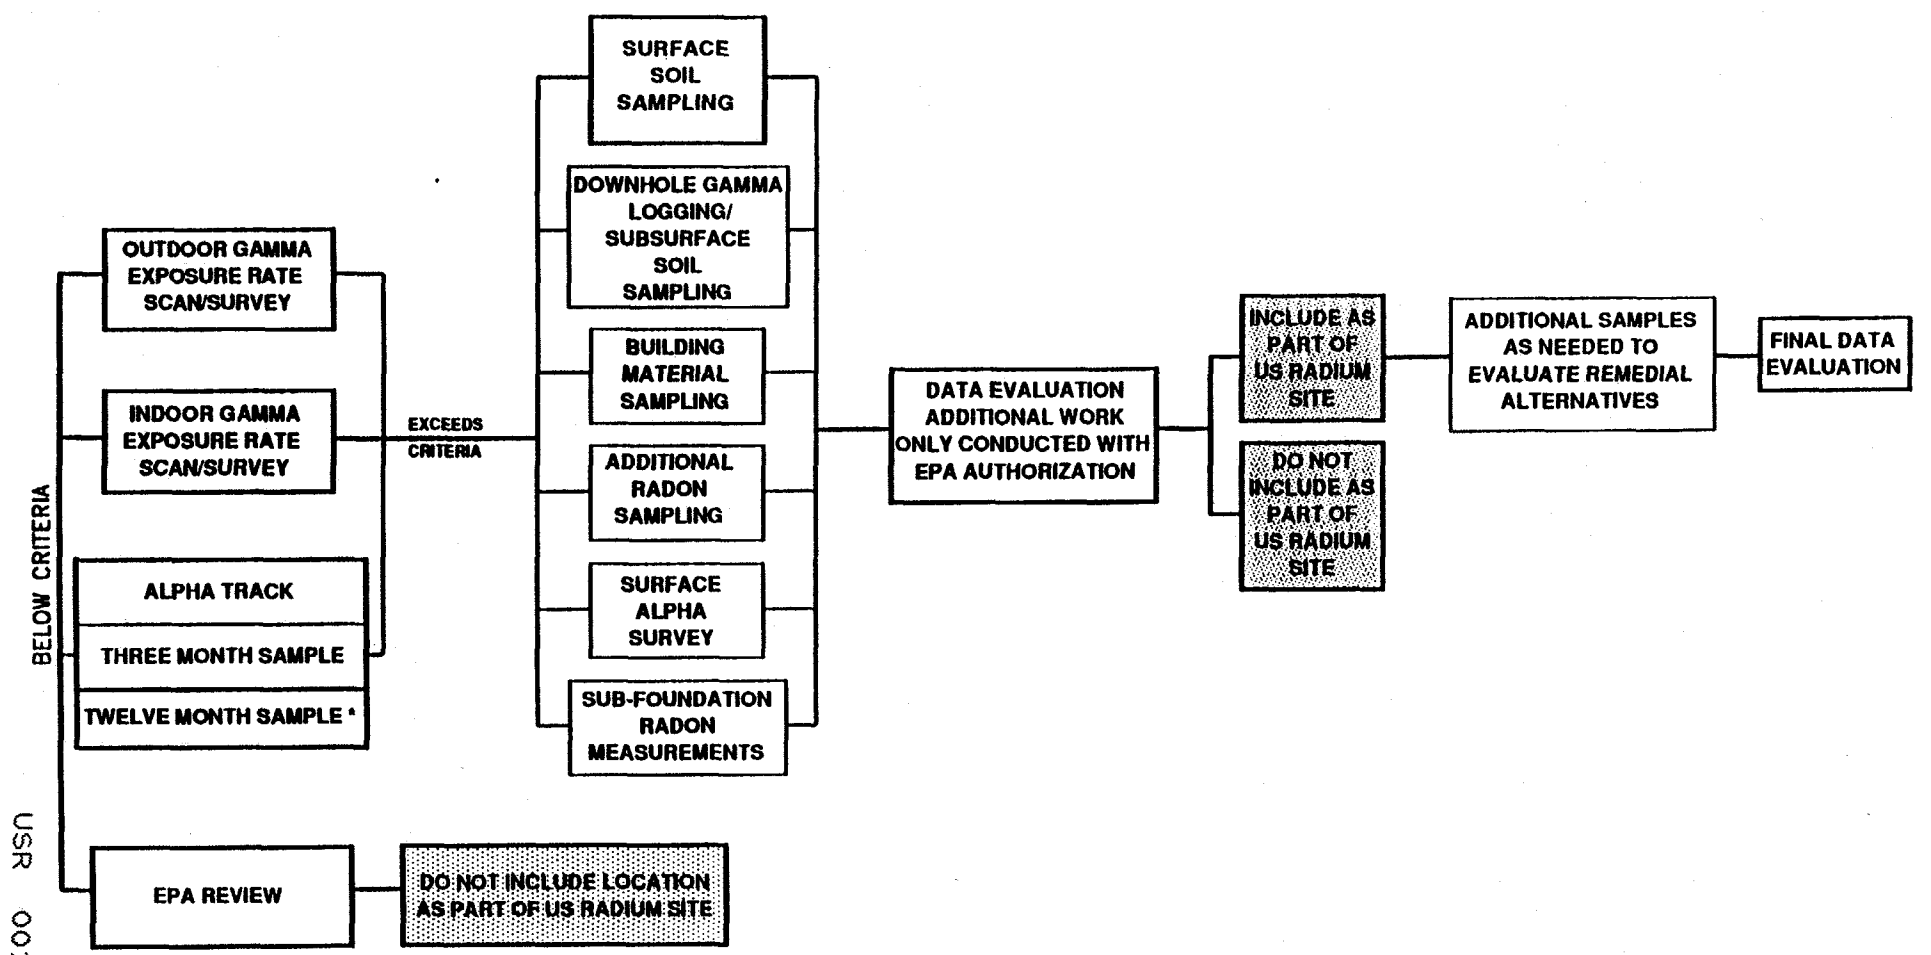 SURFACE
SOIL
SAMPLING
DOWNHOLE GAMMA
LOGGING/
SUBSURFACE
SOIL
SAMPLING
BUILDING
MATERIAL
SAMPLING
ADDITIONAL
RADON
SAMPLING
SURFACE
ALPHA
SURVEY
SUB-FOUNDATION
RADON
MEASUREMENTS
OUTDOOR GAMMA
EXPOSURE RATE
SCAN/SURVEY
INDOOR GAMMA
EXPOSURE RATE
SCAN/SURVEY
ALPHA TRACK
THREE MONTH SAMPLE
TWELVE MONTH SAMPLE *
BELOW CRITERIA
EXCEEDS
CRITERIA
EPA REVIEW
DO NOT INCLUDE LOCATION
AS PART OF US RADIUM SITE
DATA EVALUATION
ADDITIONAL WORK
ONLY CONDUCTED WITH
EPA AUTHORIZATION
INCLUDE AS
PART OF
US RADIUM
SITE
DO NOT
INCLUDE AS
PART OF
US RADIUM
SITE
ADDITIONAL SAMPLES
AS NEEDED TO
EVALUATE REMEDIAL
ALTERNATIVES
FINAL DATA
EVALUATION
USR